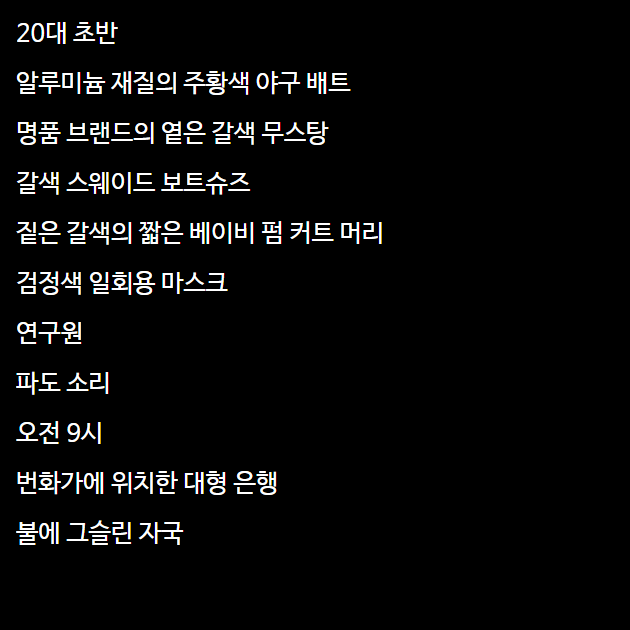 20대 초반
알루미늄 재질의 주황색 야구 배트
명품 브랜드의 옅은 갈색 무스탕
갈색 스웨이드 보트슈즈
짙은 갈색의 짧은 베이비 펌 커트 머리
검정색 일회용 마스크
연구원
파도 소리
오전 9시
번화가에 위치한 대형 은행
불에 그슬린 자국